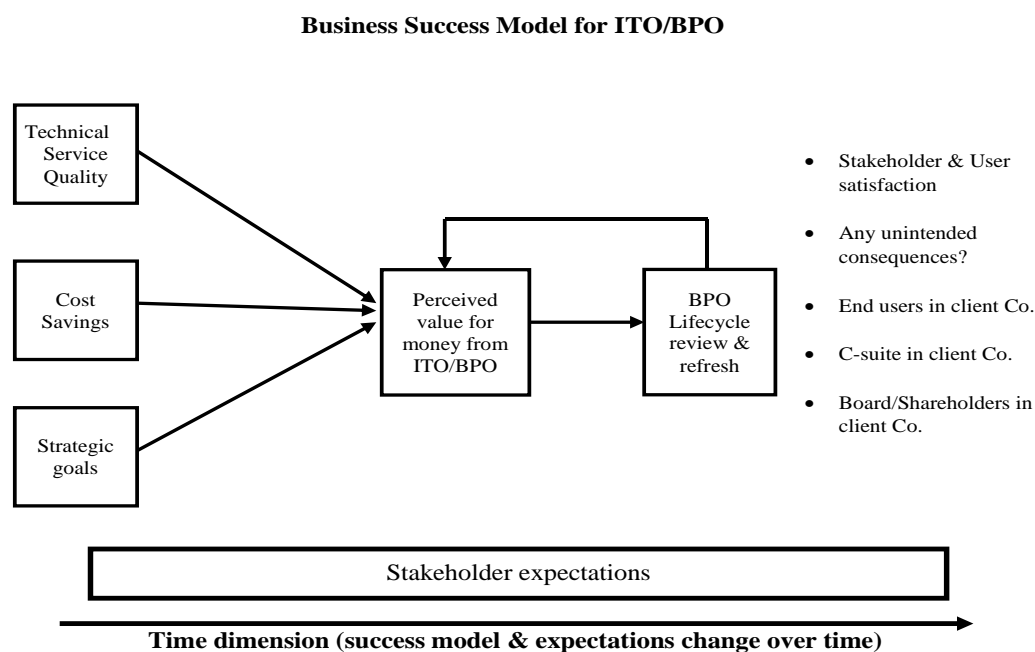 Business Success Model for ITO/BPO
Technical
Service
Quality
Cost
Savings
Strategic
goals
Perceived
value for
money from
ITO/BPO
BPO
Lifecycle
review &
refresh
• Stakeholder & User
satisfaction
• Any unintended
consequences?
• End users in client Co.
• C-suite in client Co.
• Board/Shareholders in
client Co.
Stakeholder expectations
Time dimension (success model & expectations change over time)